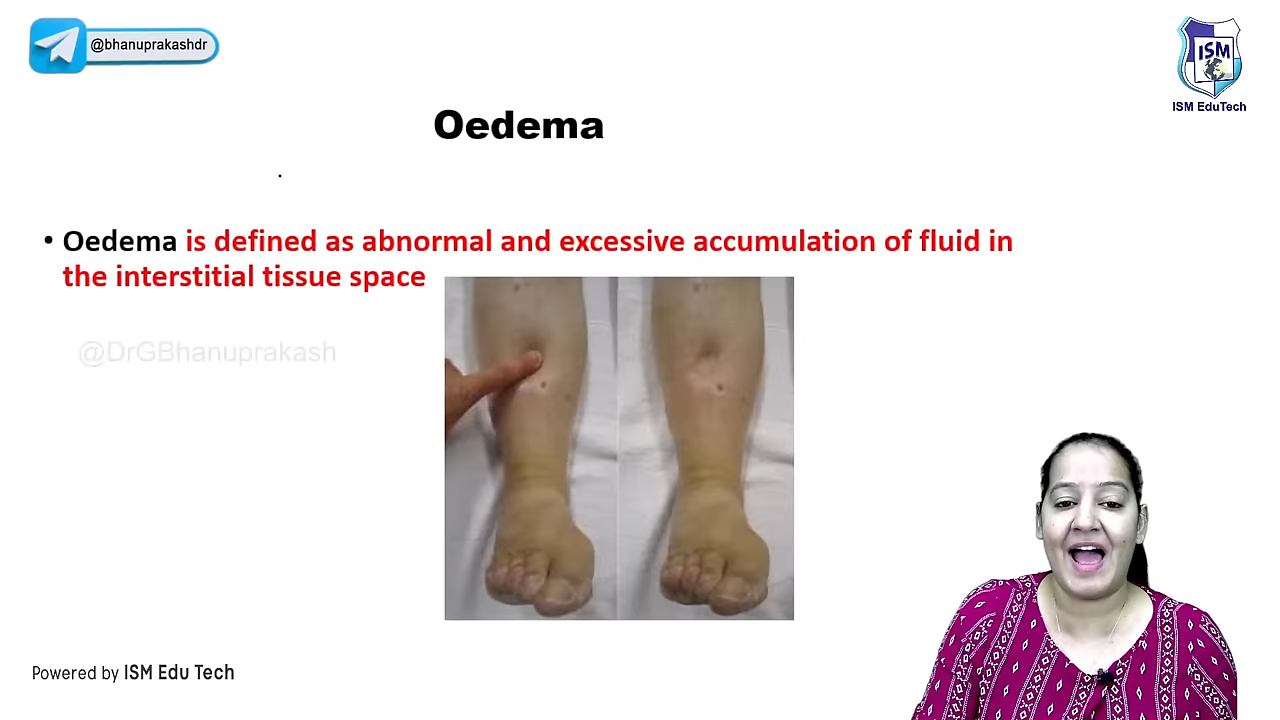 @bhanuprakashdr
ISM
ISM EduTech
Oedema
• Oedema is defined as abnormal and excessive accumulation of fluid in
the interstitial tissue space
@DrGBhanuprakash
Powered by ISM Edu Tech